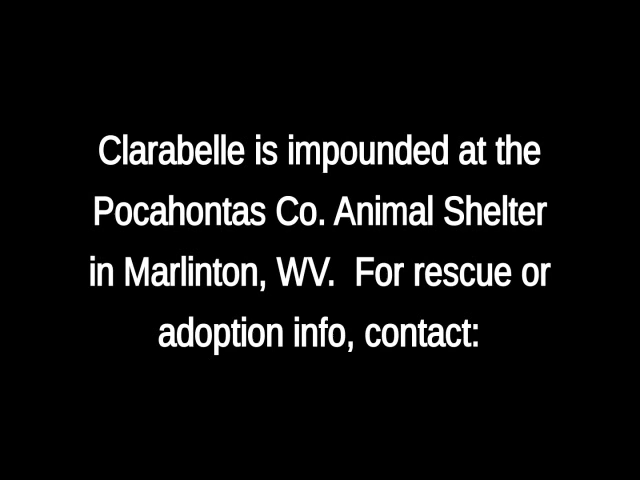 Clarabelle is impounded at the
Pocahontas Co. Animal Shelter
in Marlinton, WV.  For rescue or
adoption info, contact: